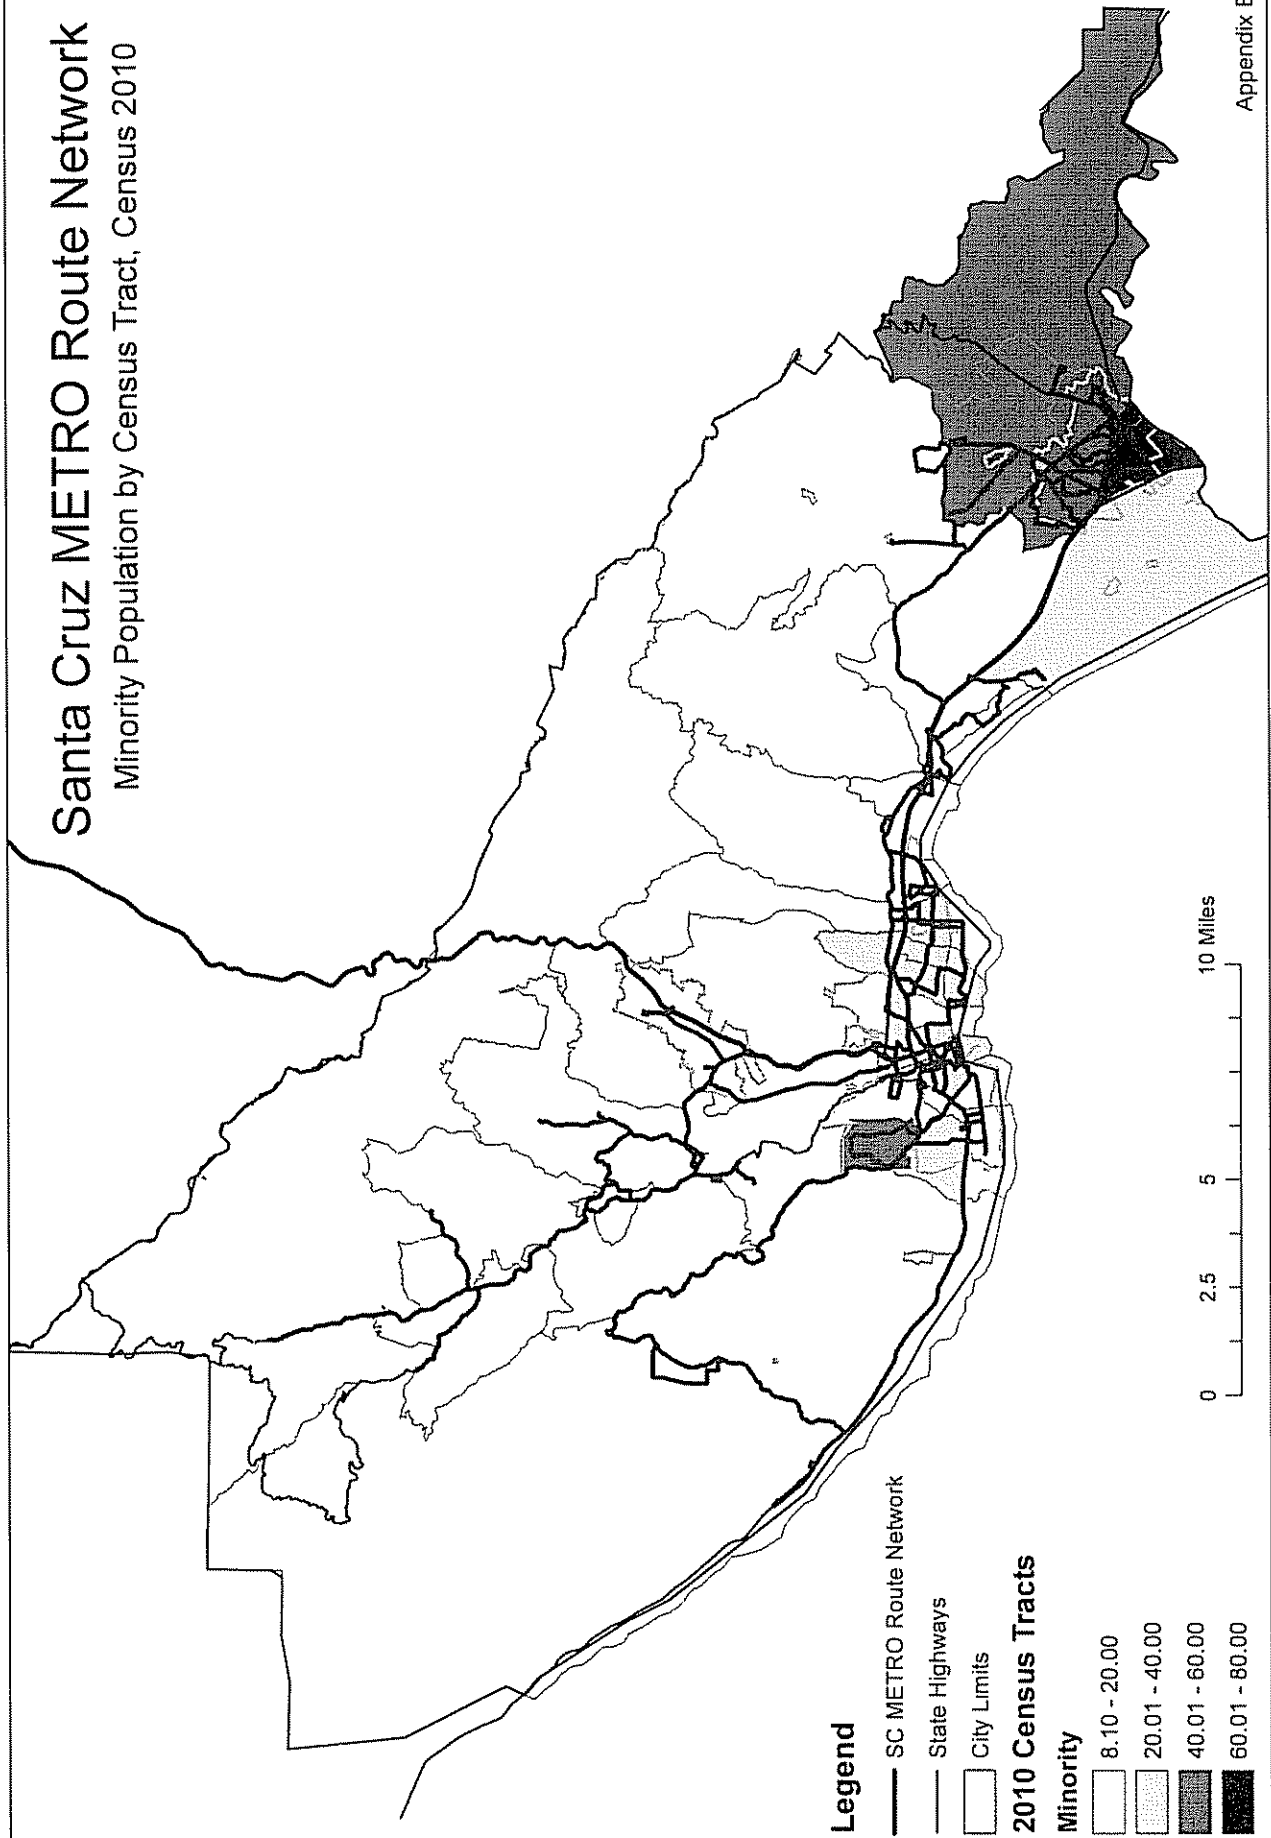 Santa Cruz METRO Route Network
Minority Population by Census Tract, Census 2010
Legend
SC METRO Route Network
State Highways
City Limits
2010 Census Tracts
Minority
8.10 - 20.00
20.01 - 40.00
40.01 - 60.00
60.01 - 80.00
0 2.5 5 10 Miles
Appendix B